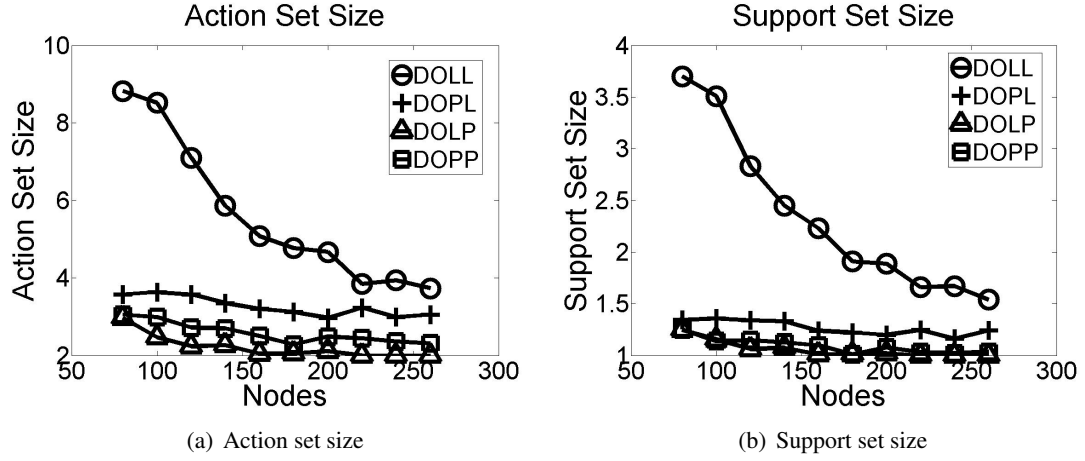 Action Set Size
10
8
6
4
2
50
100
150
200
250
300
Action Set Size
Nodes
DOLL
DOPL
DOLP
DOPP
(a) Action set size
Support Set Size
4
3.5
3
2.5
2
1.5
1
50
100
150
200
250
300
Support Set Size
Nodes
DOLL
DOPL
DOLP
DOPP
(b) Support set size